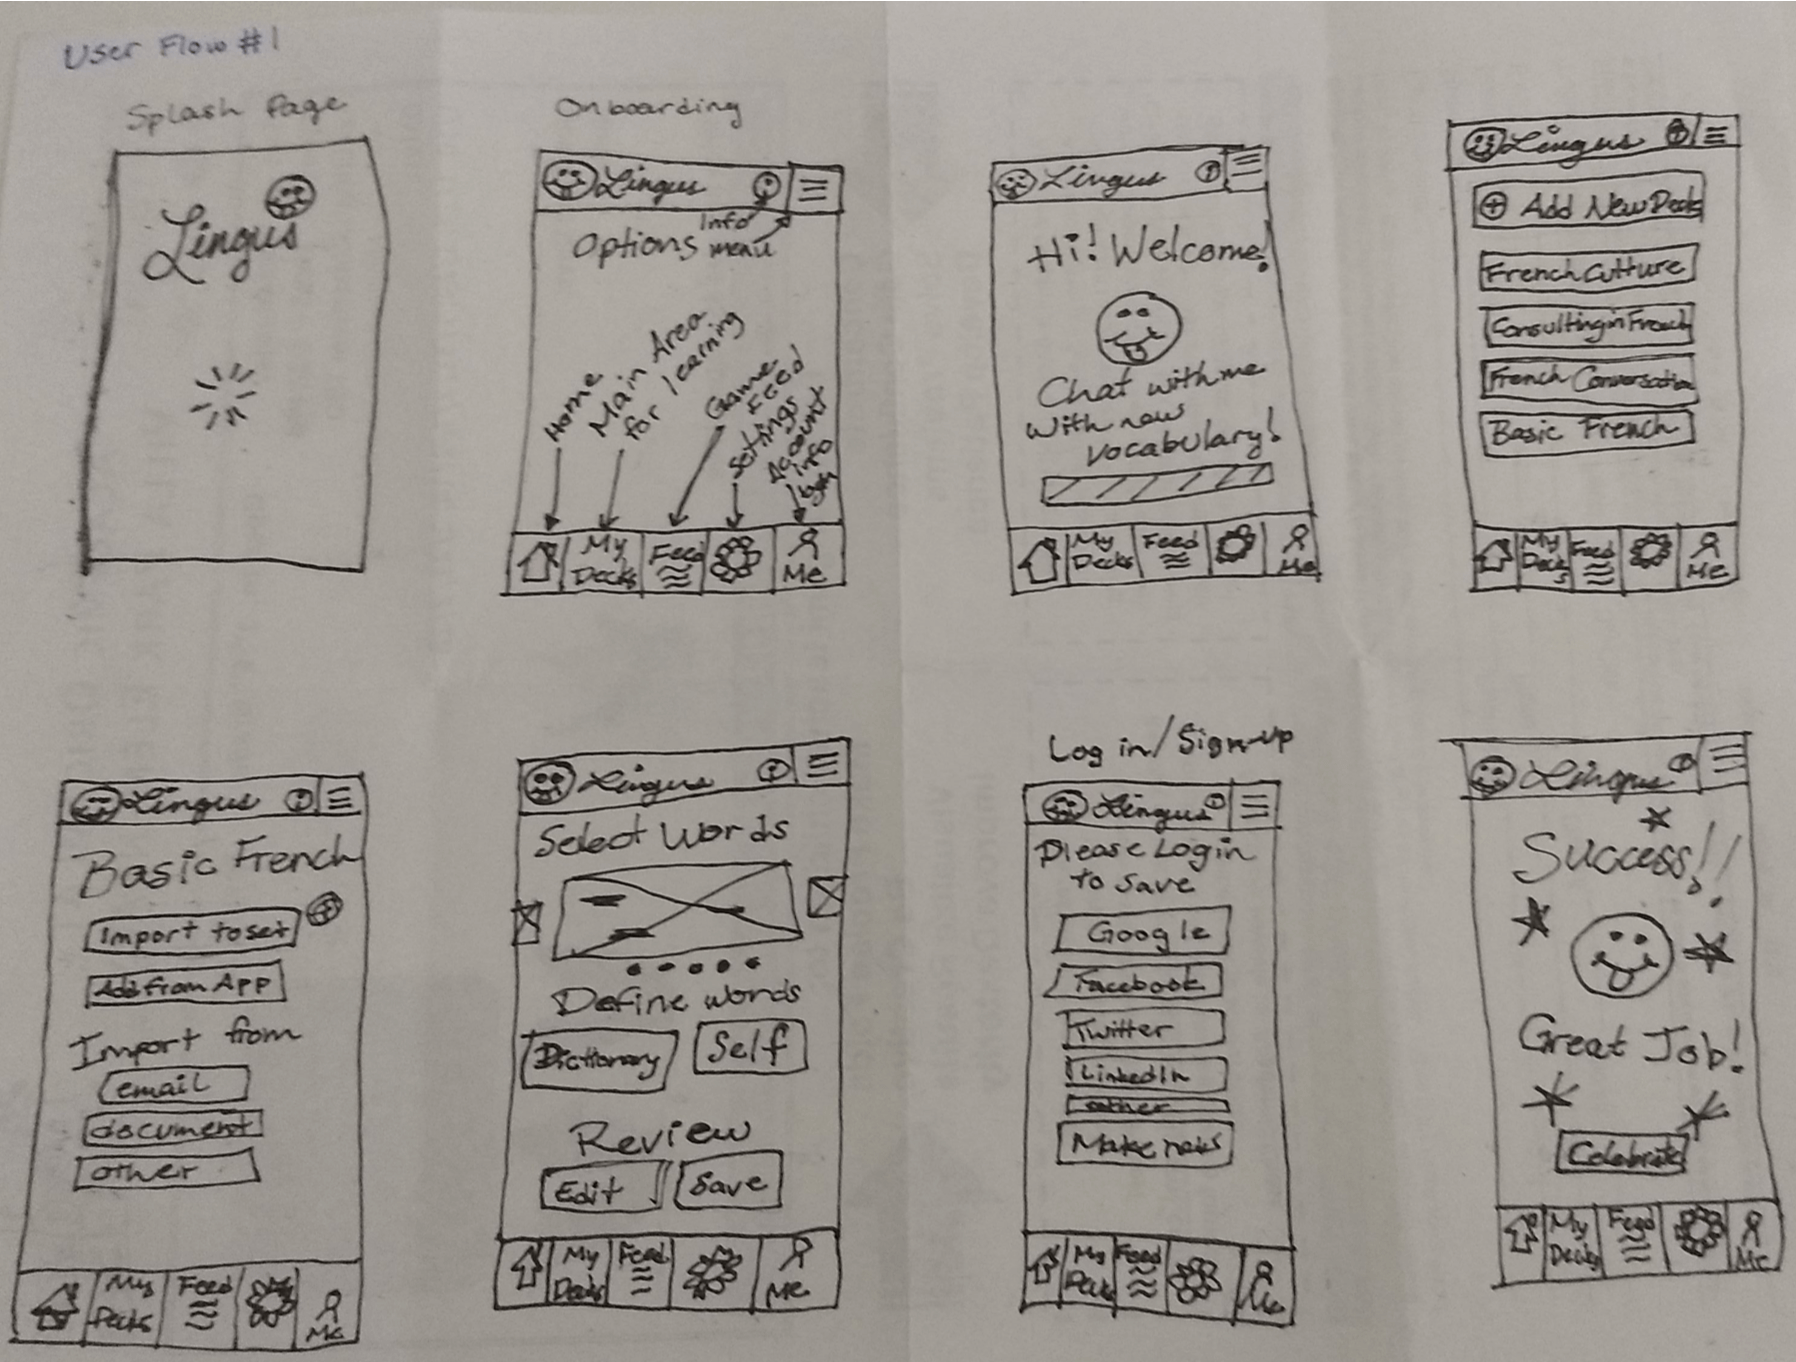 User Flow #1
Splash Page
Lingus
Onboarding
Lingus
Info
Options menu
Home
Main Area
for learning
Game
Feed
Settings
Account
Info
My
Decks
Feed
Me
Lingus
Hi! Welcome!
Chat with me
with new
vocabulary!
My
Decks
Feed
Me
Lingus
Add New Deck
French Culture
Consulting in French
French Conversation
Basic French
My
Decks
Feed
Me
Lingus
Basic French
Import to set
Add from App
Import from
email
document
other
My
Decks
Feed
Me
Lingus
Select Words
Define words
Dictionary
Self
Review
Edit
Save
My
Decks
Feed
Me
Log in/Sign-up
Lingus
Please Login
to save
Google
Facebook
Twitter
LinkedIn
other
Make new
My
Decks
Feed
Me
Lingus
Success!!
Great Job!
Celebrate
My
Decks
Feed
Me